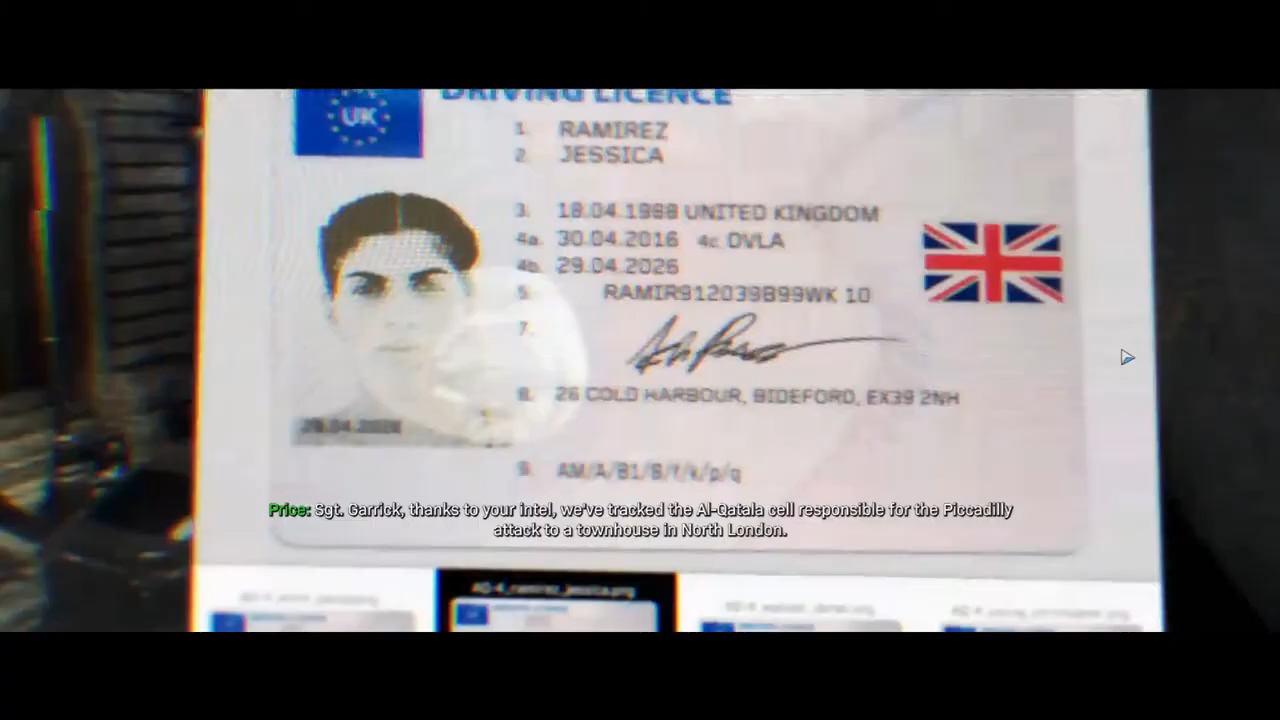 DRIVING LICENCE
UK
1. RAMIREZ
2. JESSICA
3. 18.04.1998 UNITED KINGDOM
4a. 30.04.2016 4c. DVLA
4b. 29.04.2026
5. RAMIR912039B99WK 10
7.
8. 26 COLD HARBOUR, BIDEFORD, EX39 2NH
9. AM/A/B1/B/f/k/p/q
Price: Sgt. Garrick, thanks to your intel, we've tracked the Al-Qatala cell responsible for the Piccadilly
attack to a townhouse in North London.
AQ-4_ramirez_jessica.png